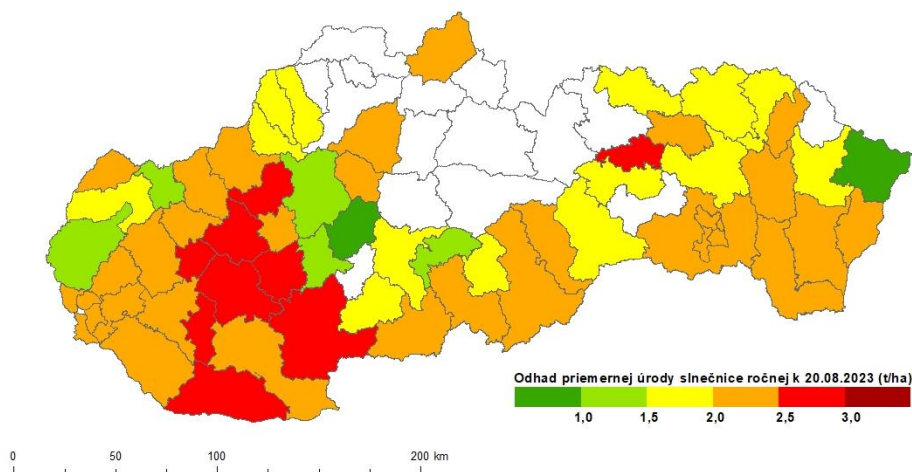 Odhad priemernej úrody slnečnice ročnej k 20.08.2023 (t/ha)
1,0 1,5 2,0 2,5 3,0
0 50 100 200 km